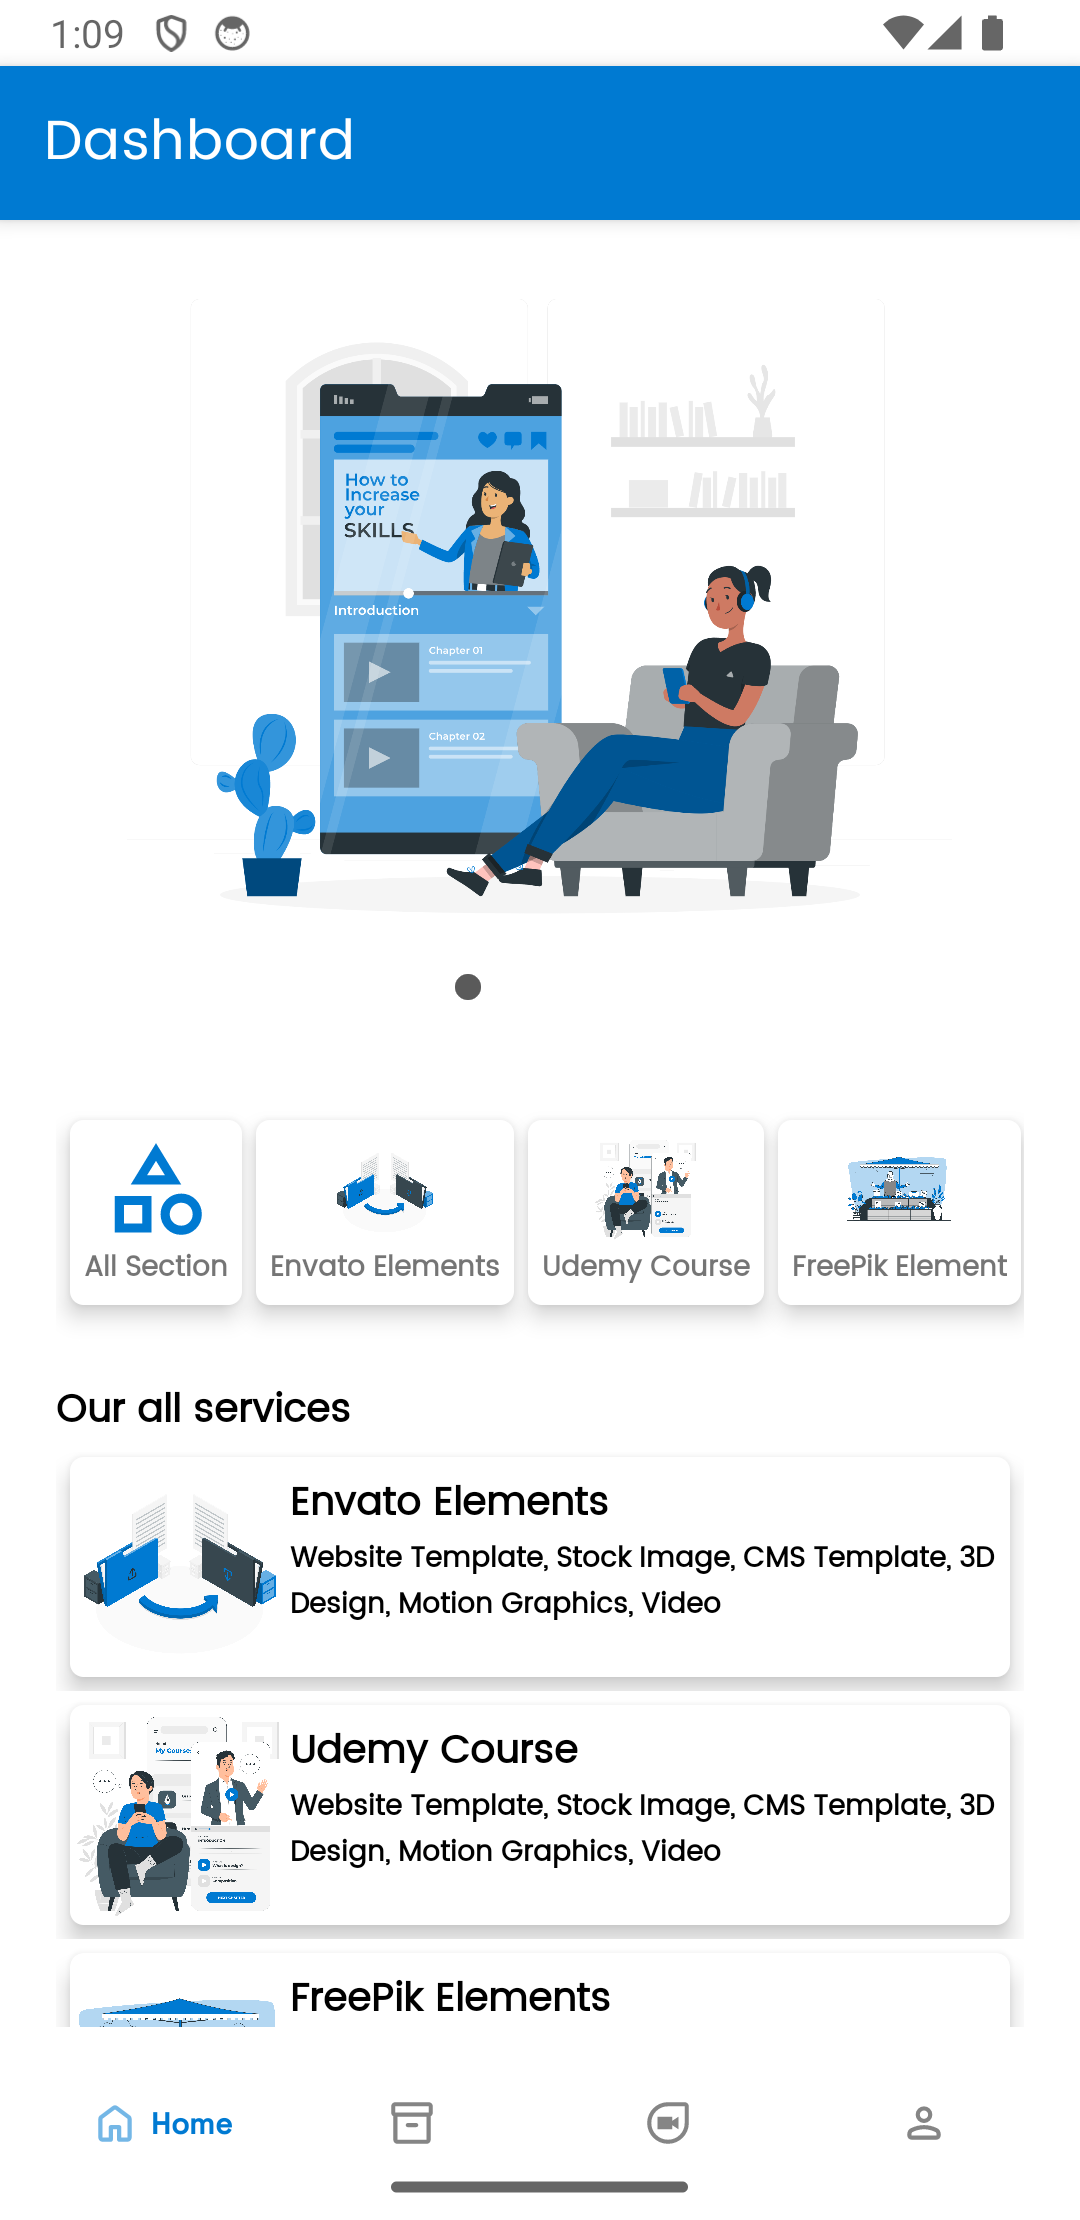 1:09
Dashboard
How to
Increase
your
SKILLS
Introduction
Chapter 01
Chapter 02
All Section
Envato Elements
Udemy Course
FreePik Element
Our all services
Envato Elements
Website Template, Stock Image, CMS Template, 3D
Design, Motion Graphics, Video
Udemy Course
Website Template, Stock Image, CMS Template, 3D
Design, Motion Graphics, Video
FreePik Elements
Home